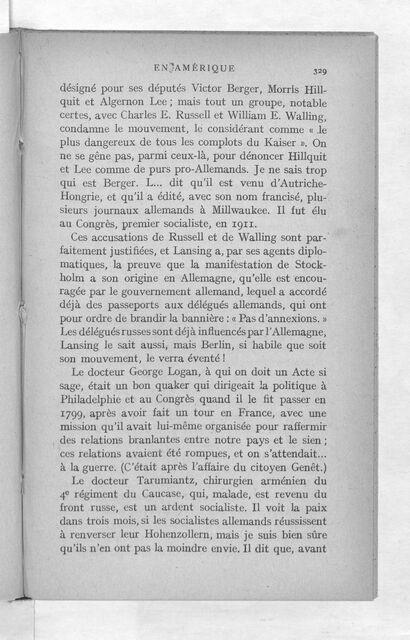 EN AMÉRIQUE 329
désigné pour ses députés Victor Berger, Morris Hill-
quit et Algernon Lee ; mais tout un groupe, notable
certes, avec Charles E. Russell et William E. Walling,
condamne le mouvement, le considérant comme « le
plus dangereux de tous les complots du Kaiser ». On
ne se gêne pas, parmi ceux-là, pour dénoncer Hillquit
et Lee comme de purs pro-Allemands. Je ne sais trop
qui est Berger. L... dit qu'il est venu d'Autriche-
Hongrie, et qu'il a édité, avec son nom francisé, plu-
sieurs journaux allemands à Millwaukee. Il fut élu
au Congrès, premier socialiste, en 1911.
Ces accusations de Russell et de Walling sont par-
faitement justifiées, et Lansing a, par ses agents diplo-
matiques, la preuve que la manifestation de Stock-
holm a son origine en Allemagne, qu'elle est encou-
ragée par le gouvernement allemand, lequel a accordé
déjà des passeports aux délégués allemands, qui ont
pour ordre de brandir la bannière : « Pas d'annexions. »
Les délégués russes sont déjà influencés par l'Allemagne,
Lansing le sait aussi, mais Berlin, si habile que soit
son mouvement, le verra éventé !
Le docteur George Logan, à qui on doit un Acte si
sage, était un bon quaker qui dirigeait la politique à
Philadelphie et au Congrès quand il le fit passer en
1799, après avoir fait un tour en France, avec une
mission qu'il avait lui-même organisée pour raffermir
des relations branlantes entre notre pays et le sien ;
ces relations avaient été rompues, et on s'attendait...
à la guerre. (C'était après l'affaire du citoyen Genêt.)
Le docteur Tarumiantz, chirurgien arménien du
4e régiment du Caucase, qui, malade, est revenu du
front russe, est un ardent socialiste. Il voit la paix
dans trois mois, si les socialistes allemands réussissent
à renverser leur Hohenzollern, mais je suis bien sûre
qu'ils n'en ont pas la moindre envie. Il dit que, avant